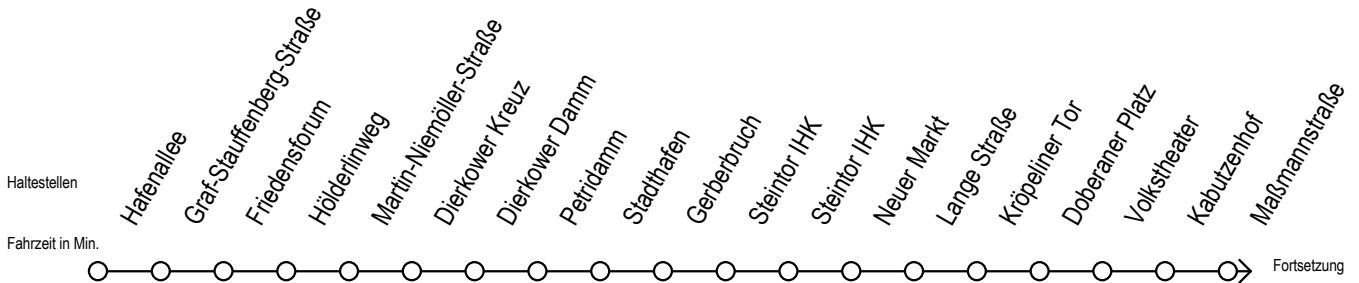 Haltestellen
Hafenallee
Graf-Stauffenberg-Straße
Friedensforum
Hölderlinweg
Martin-Niemöller-Straße
Dierkower Kreuz
Dierkower Damm
Petridamm
Stadthafen
Gerberbruch
Steintor IHK
Steintor IHK
Neuer Markt
Lange Straße
Kröpeliner Tor
Doberaner Platz
Volkstheater
Kabutzenhof
Maßmannstraße
Fahrzeit in Min.
Fortsetzung